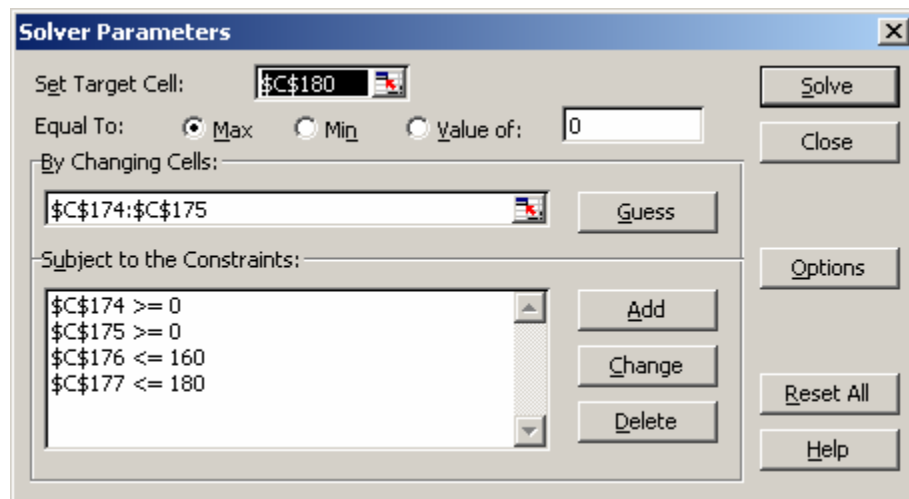 Solver Parameters
Set Target Cell: $C$180 Solve
Equal To: Max Min Value of: 0
Close
By Changing Cells:
$C$174:$C$175 Guess
Subject to the Constraints: Options
$C$174 >= 0 Add
$C$175 >= 0
$C$176 <= 160 Change
$C$177 <= 180
Reset All
Delete
Help